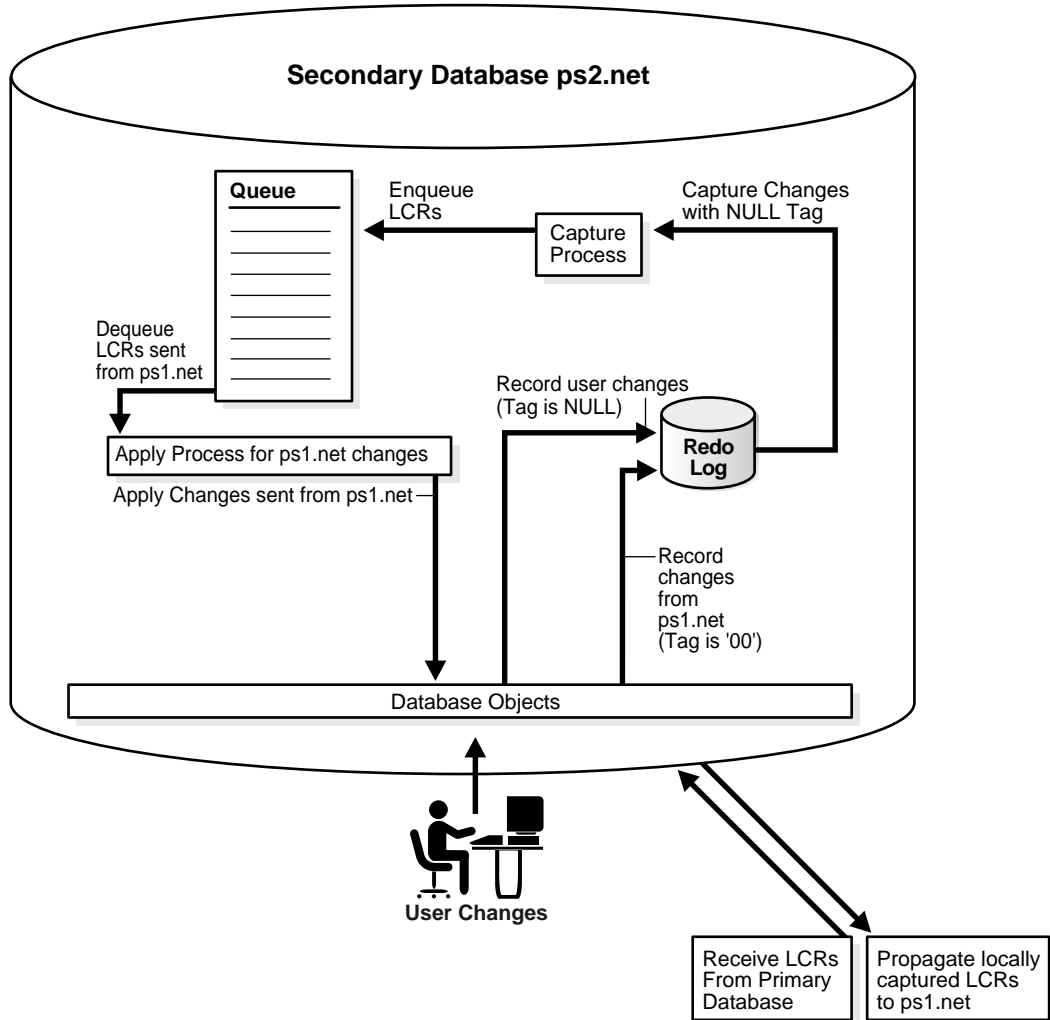 Secondary Database ps2.net
Queue
Enqueue
LCRs
Capture
Process
Capture Changes
with NULL Tag
Dequeue
LCRs sent
from ps1.net
Record user changes
(Tag is NULL)
Redo
Log
Apply Process for ps1.net changes
Apply Changes sent from ps1.net
Record
changes
from
ps1.net
(Tag is '00')
Database Objects
User Changes
Receive LCRs
From Primary
Database
Propagate locally
captured LCRs
to ps1.net